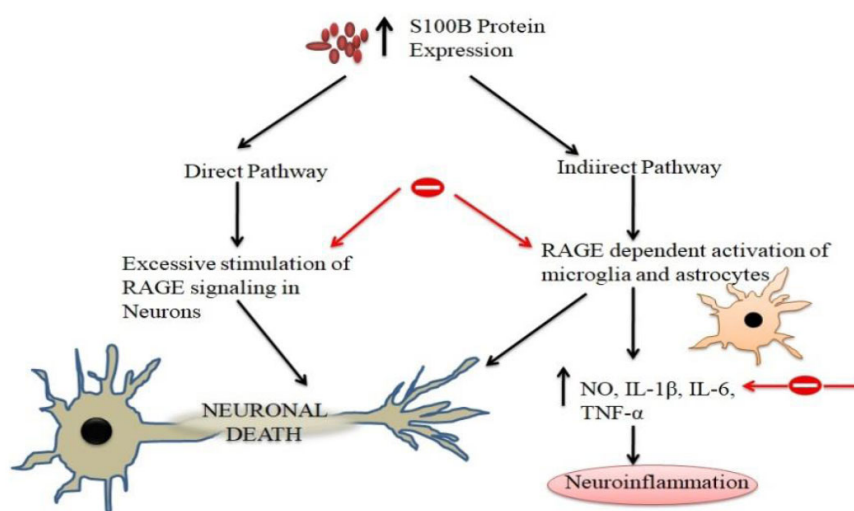 S100B Protein
Expression
Direct Pathway
Indiirect Pathway
Excessive stimulation of
RAGE signaling in
Neurons
RAGE dependent activation of
microglia and astrocytes
NEURONAL
DEATH
NO, IL-1β, IL-6,
TNF-α
Neuroinflammation